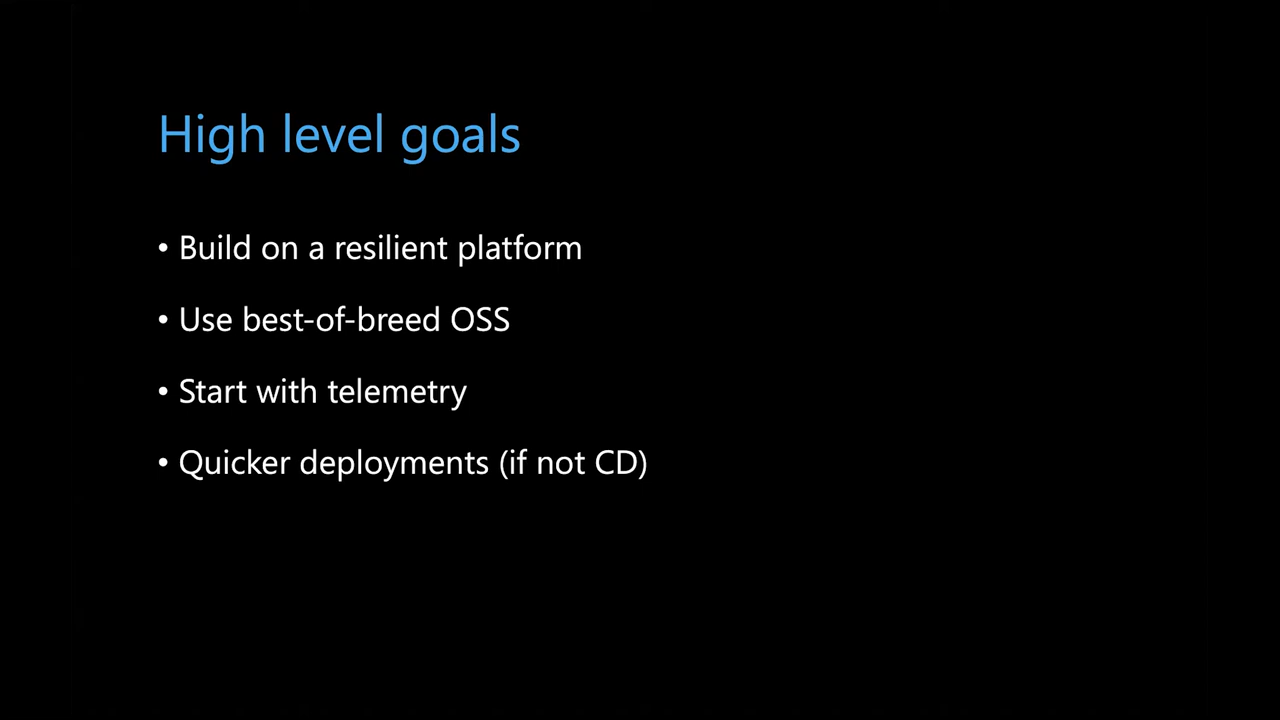 High level goals
• Build on a resilient platform
• Use best-of-breed OSS
• Start with telemetry
• Quicker deployments (if not CD)